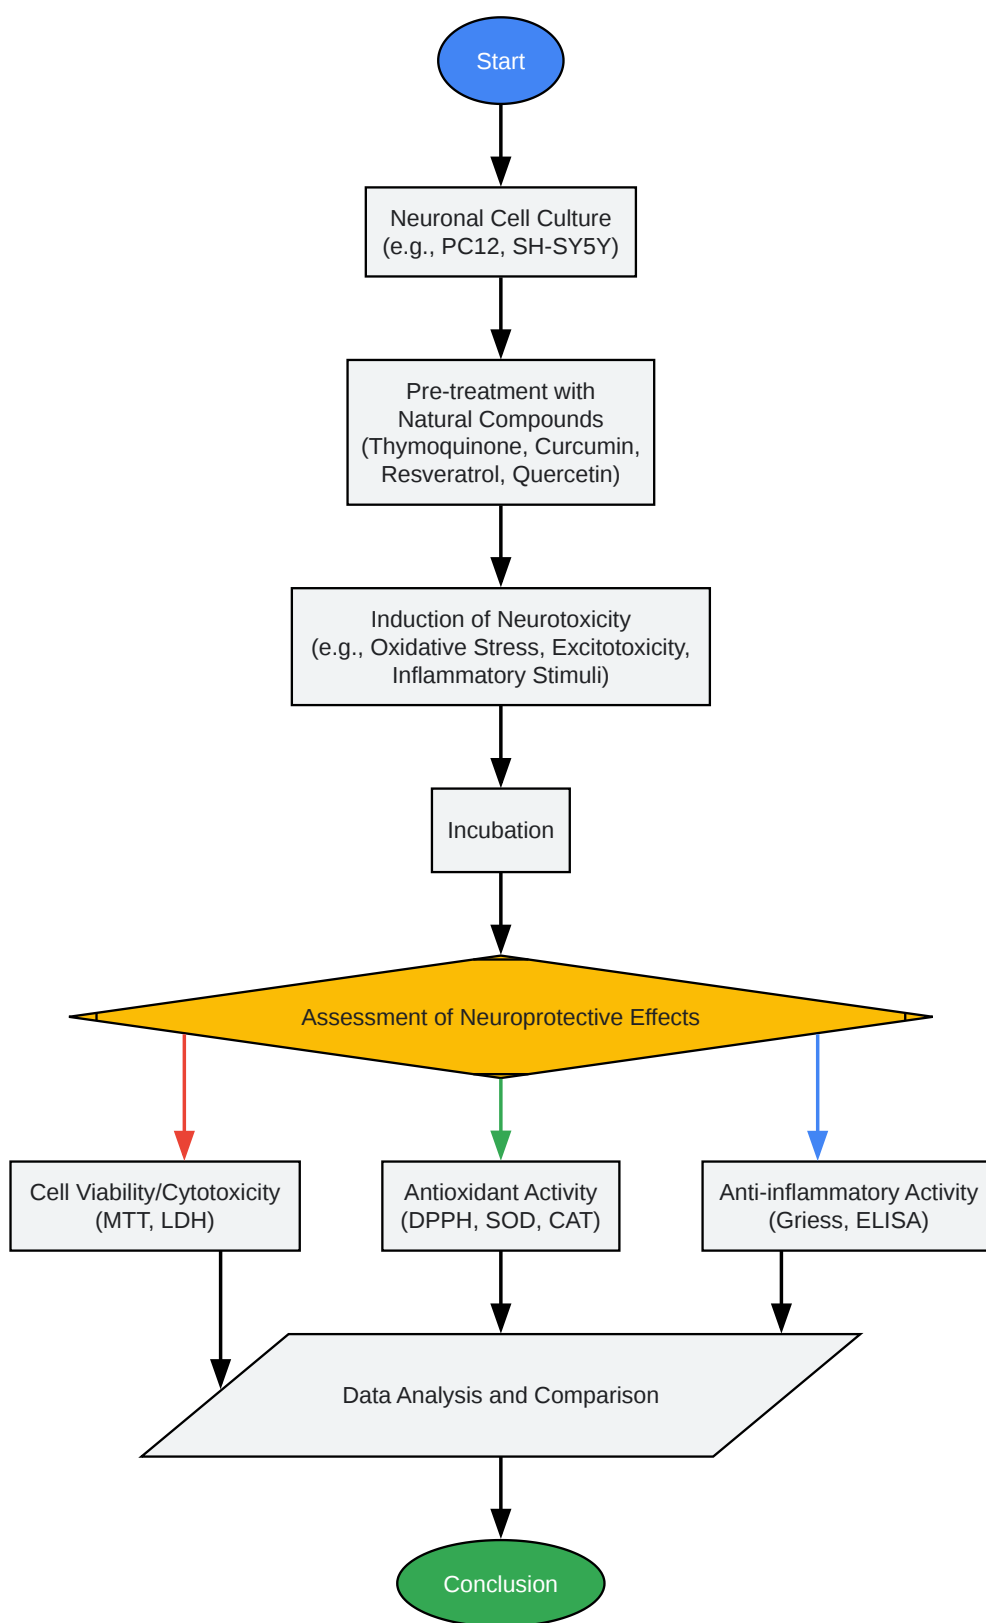 Start
Neuronal Cell Culture
(e.g., PC12, SH-SY5Y)
Pre-treatment with
Natural Compounds
(Thymoquinone, Curcumin,
Resveratrol, Quercetin)
Induction of Neurotoxicity
(e.g., Oxidative Stress, Excitotoxicity,
Inflammatory Stimuli)
Incubation
Assessment of Neuroprotective Effects
Cell Viability/Cytotoxicity
(MTT, LDH)
Antioxidant Activity
(DPPH, SOD, CAT)
Anti-inflammatory Activity
(Griess, ELISA)
Data Analysis and Comparison
Conclusion